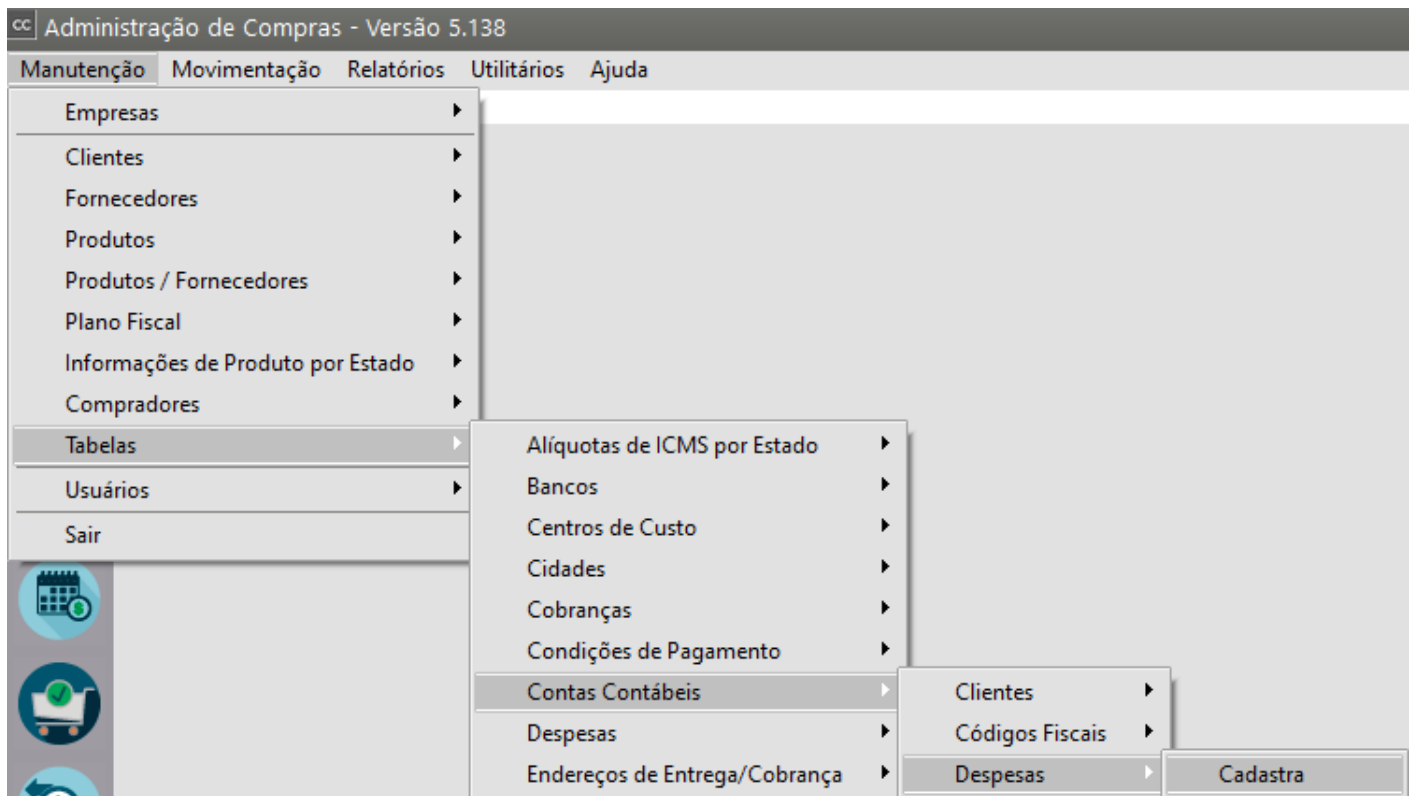 cc Administração de Compras - Versão 5.138
Manutenção Movimentação Relatórios Utilitários Ajuda
Empresas
Clientes
Fornecedores
Produtos
Produtos / Fornecedores
Plano Fiscal
Informações de Produto por Estado
Compradores
Tabelas
Usuários
Sair
Alíquotas de ICMS por Estado
Bancos
Centros de Custo
Cidades
Cobranças
Condições de Pagamento
Contas Contábeis
Despesas
Endereços de Entrega/Cobrança
Clientes
Códigos Fiscais
Despesas
Cadastra